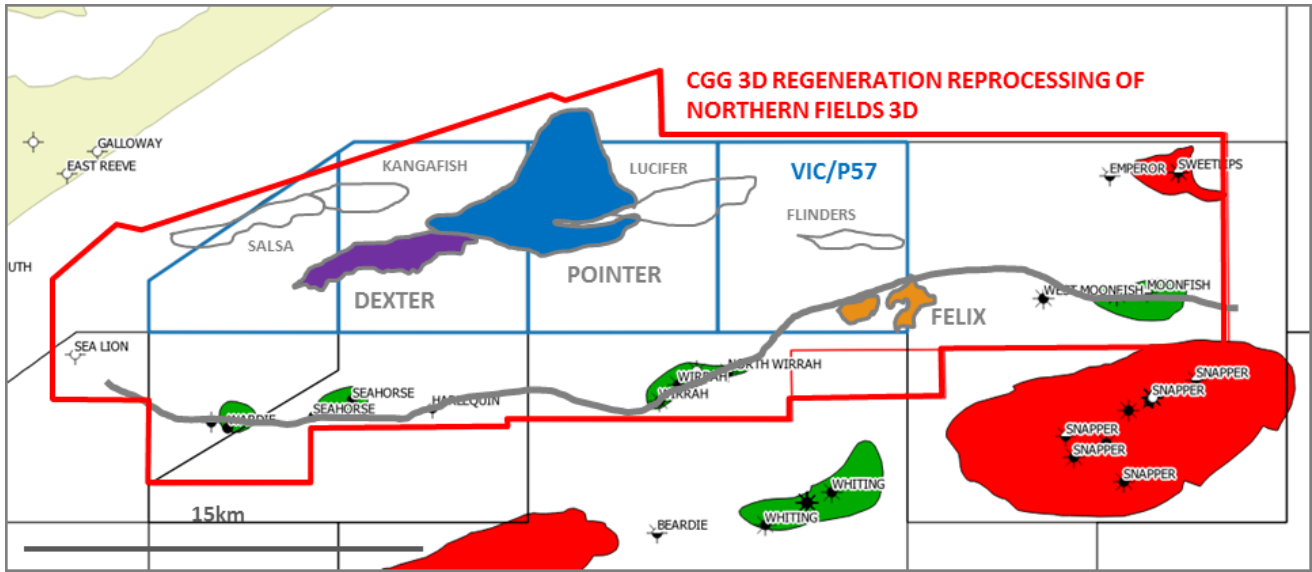 CGG 3D REGENERATION REPROCESSING OF
NORTHERN FIELDS 3D
GALLOWAY
EAST REEVE
KANGAFISH
LUCIFER
VIC/P57
EMPEROR
SWEETLIPS
FLINDERS
SALSA
UTH
POINTER
DEXTER
WEST MOONFISH
MOONFISH
FELIX
SEA LION
NORTH WIRRAH
WIRRAH
WIRRAH
SNAPPER
SNAPPER
SEAHORSE
SEAHORSE
HARLEQUIN
WARDIE
SNAPPER
SNAPPER
SNAPPER
WHITING
WHITING
15km
BEARDIE